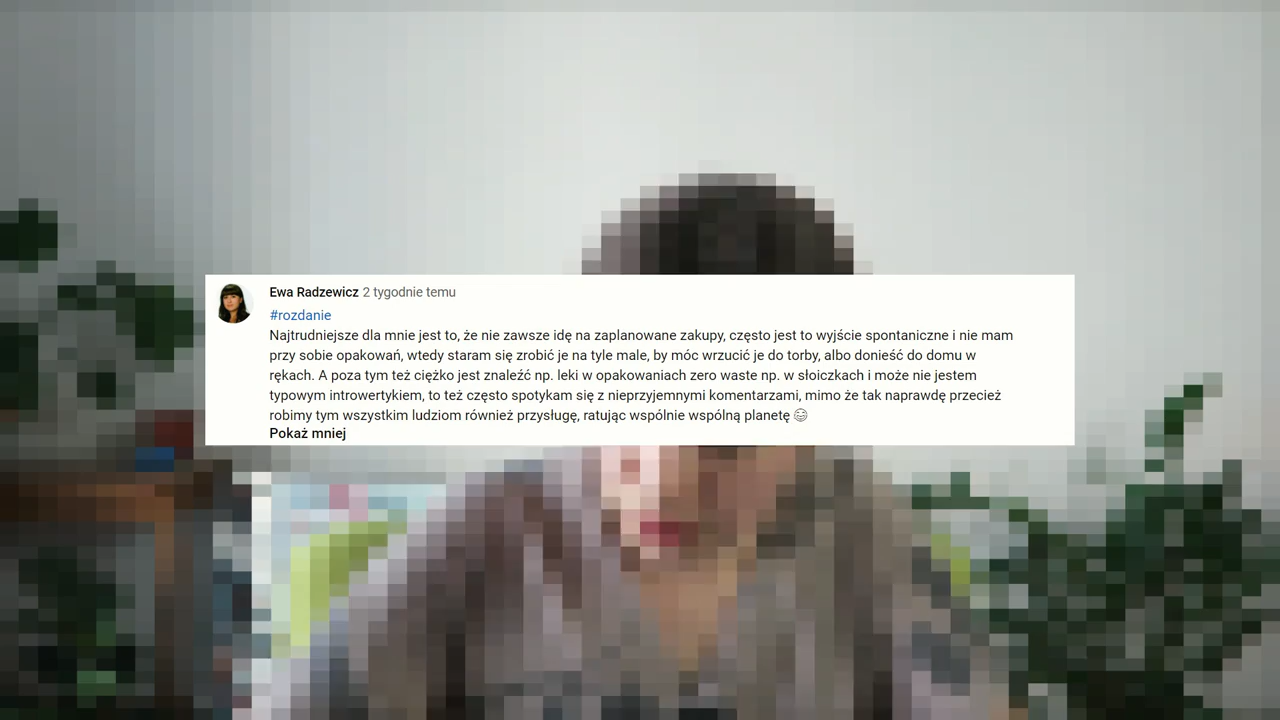 Ewa Radzewicz 2 tygodnie temu
#rozdanie
Najtrudniejsze dla mnie jest to, że nie zawsze idę na zaplanowane zakupy, często jest to wyjście spontaniczne i nie mam
przy sobie opakowań, wtedy staram się zrobić je na tyle male, by móc wrzucić je do torby, albo donieść do domu w
rękach. A poza tym też ciężko jest znaleźć np. leki w opakowaniach zero waste np. w słoiczkach i może nie jestem
typowym introwertykiem, to też często spotykam się z nieprzyjemnymi komentarzami, mimo że tak naprawdę przecież
robimy tym wszystkim ludziom również przysługę, ratując wspólnie wspólną planetę 😊
Pokaż mniej